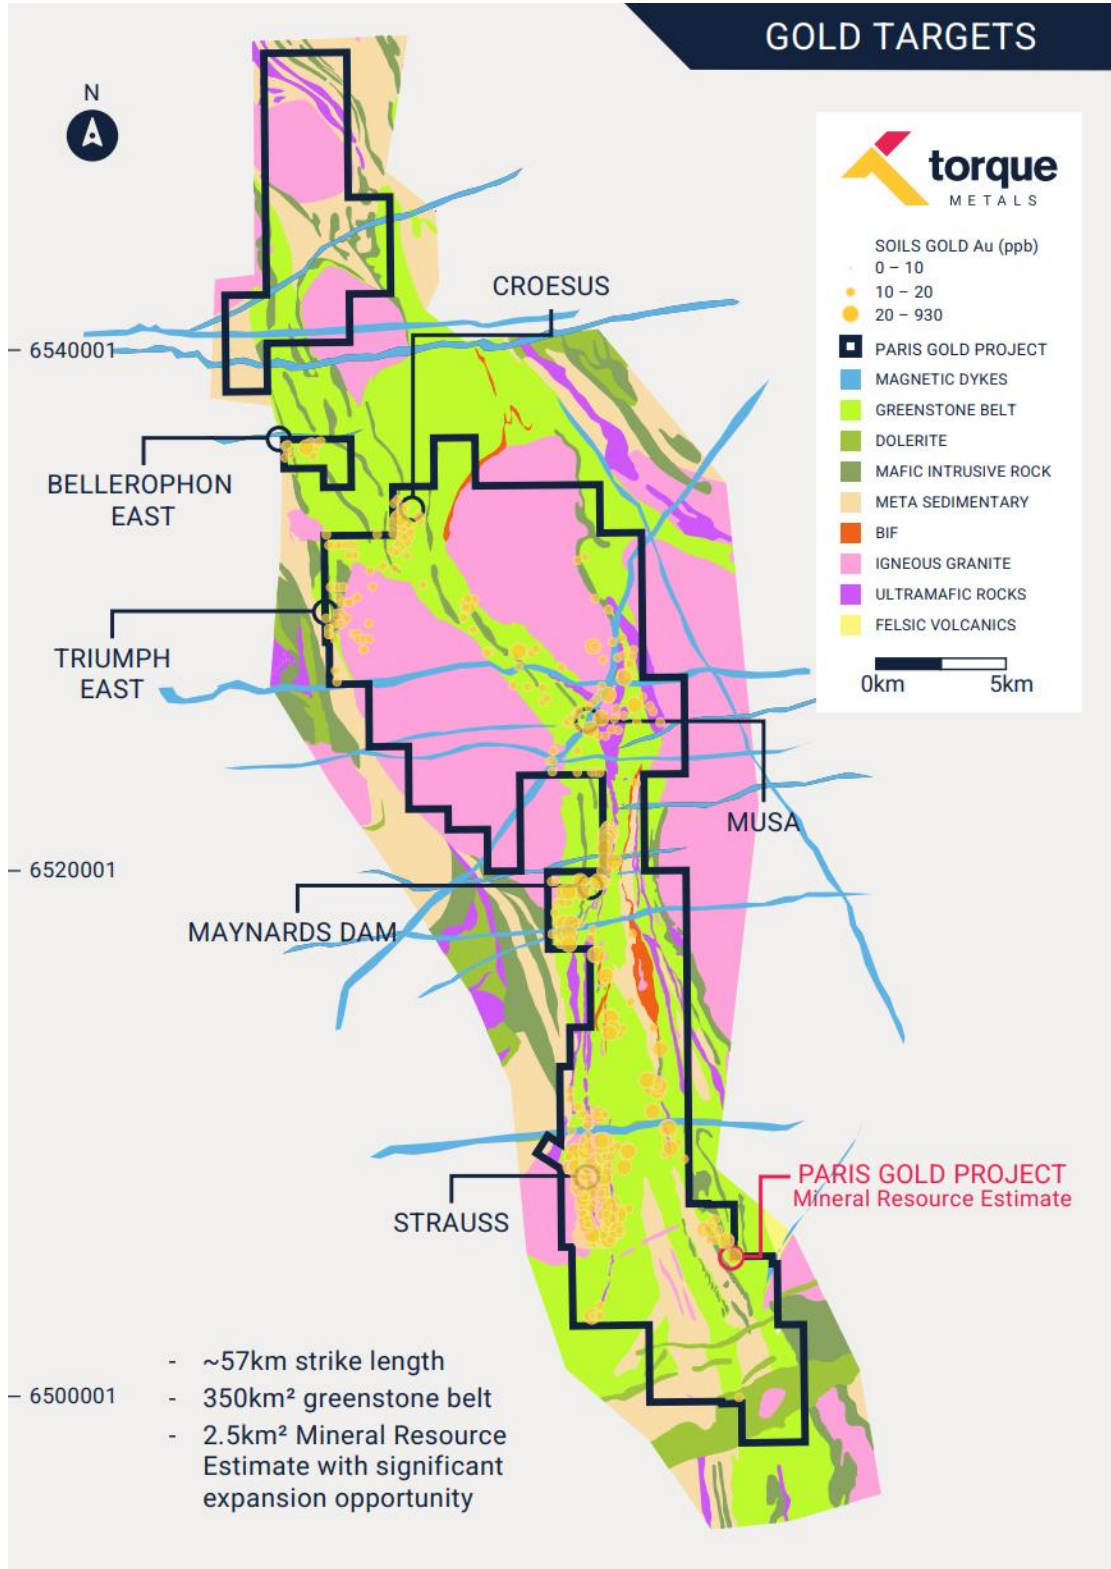 GOLD TARGETS
N
torque
METALS
SOILS GOLD Au (ppb)
0 – 10
10 – 20
20 – 930
PARIS GOLD PROJECT
MAGNETIC DYKES
GREENSTONE BELT
DOLERITE
MAFIC INTRUSIVE ROCK
META SEDIMENTARY
BIF
IGNEOUS GRANITE
ULTRAMAFIC ROCKS
FELSIC VOLCANICS
0km 5km
CROESUS
6540001
BELLEROPHON
EAST
TRIUMPH
EAST
MUSA
6520001
MAYNARDS DAM
PARIS GOLD PROJECT
Mineral Resource Estimate
STRAUSS
6500001
- ~57km strike length
- 350km² greenstone belt
- 2.5km² Mineral Resource
Estimate with significant
expansion opportunity